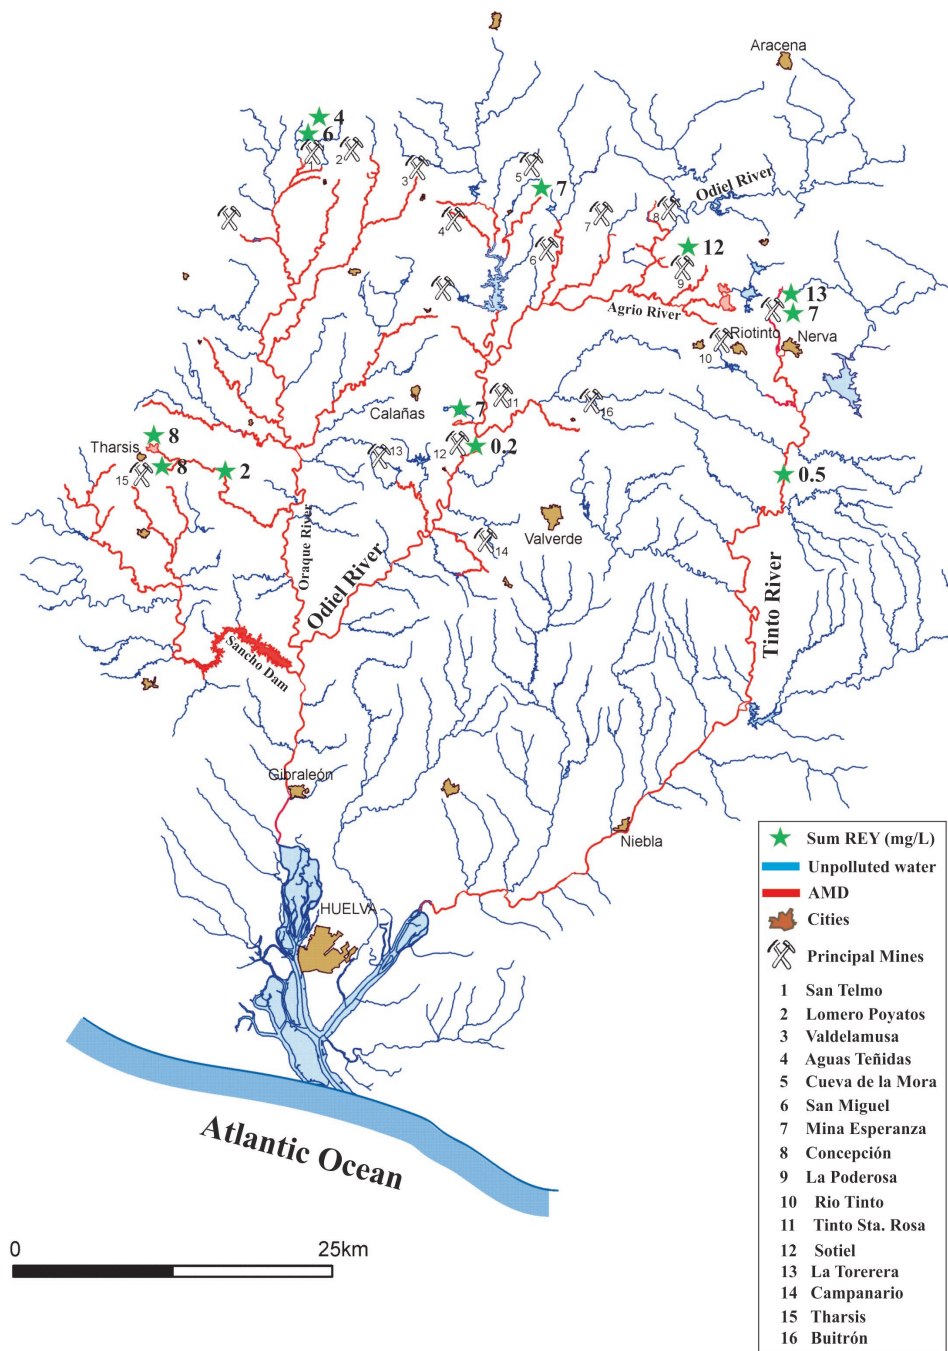 Aracena
4
6
1
2
3
5
7
Odiel River
4
7
8
6
12
9
13
7
Agrio River
Riotinto
Nerva
10
11
16
Calañas
7
8
Tharsis
8
15
2
13
12
0.2
0.5
Valverde
14
Oraque River
Odiel River
Tinto River
Sancho Dam
Gibraleón
Niebla
HUELVA
Atlantic Ocean
0
25km
Sum REY (mg/L)
Unpolluted water
AMD
Cities
Principal Mines
1 San Telmo
2 Lomero Poyatos
3 Valdelamusa
4 Aguas Teñidas
5 Cueva de la Mora
6 San Miguel
7 Mina Esperanza
8 Concepción
9 La Poderosa
10 Rio Tinto
11 Tinto Sta. Rosa
12 Sotiel
13 La Torerera
14 Campanario
15 Tharsis
16 Buitrón